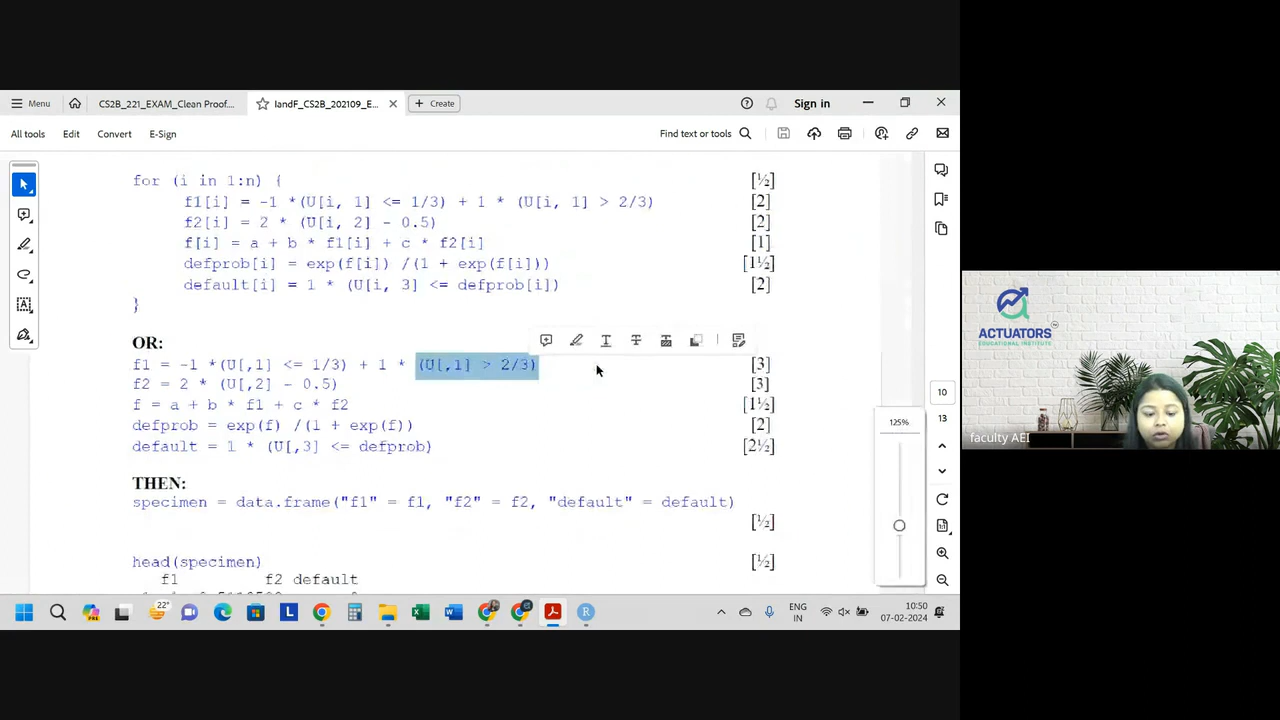 Menu
CS2B_221_EXAM_Clean Proof....
IandF_CS2B_202109_E...
Create
Sign in
All tools
Edit
Convert
E-Sign
Find text or tools
for (i in 1:n) { [½]
f1[i] = -1 *(U[i, 1] <= 1/3) + 1 * (U[i, 1] > 2/3) [2]
f2[i] = 2 * (U[i, 2] - 0.5) [2]
f[i] = a + b * f1[i] + c * f2[i] [1]
defprob[i] = exp(f[i]) /(1 + exp(f[i])) [1½]
default[i] = 1 * (U[i, 3] <= defprob[i]) [2]
}
OR:
f1 = -1 *(U[,1] <= 1/3) + 1 * (U[,1] > 2/3) [3]
f2 = 2 * (U[,2] - 0.5) [3]
f = a + b * f1 + c * f2 [1½]
defprob = exp(f) /(1 + exp(f)) [2]
default = 1 * (U[,3] <= defprob) [2½]
THEN:
specimen = data.frame("f1" = f1, "f2" = f2, "default" = default)
[½]
head(specimen) [½]
f1 f2 default
10
13
125%
ACTUATORS
EDUCATIONAL INSTITUTE
faculty AEI
22°
ENG
IN
10:50
07-02-2024